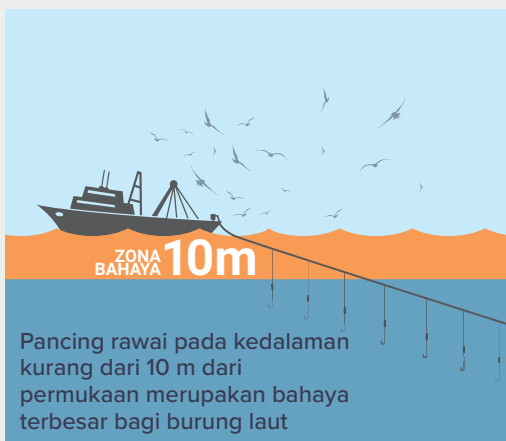 ZONA
BAHAYA 10m
Pancing rawai pada kedalaman
kurang dari 10 m dari
permukaan merupakan bahaya
terbesar bagi burung laut